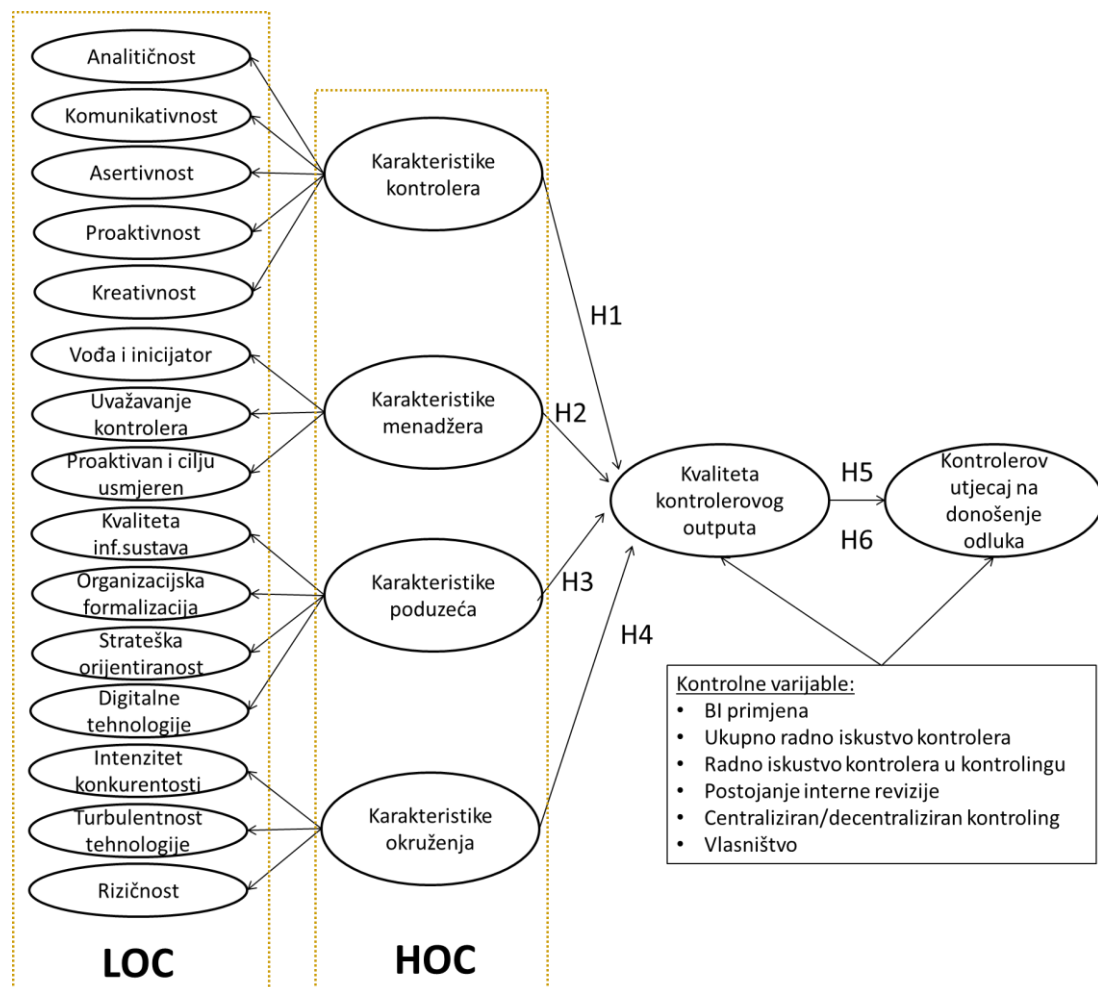 Analitičnost
Komunikativnost
Asertivnost
Proaktivnost
Kreativnost
Vođa i inicijator
Uvažavanje
kontrolera
Proaktivan i cilju
usmjeren
Kvaliteta
inf.sustava
Organizacijska
formalizacija
Strateška
orijentiranost
Digitalne
tehnologije
Intenzitet
konkurentosti
Turbulentnost
tehnologije
Rizičnost
LOC
Karakteristike
kontrolera
Karakteristike
menadžera
Karakteristike
poduzeća
Karakteristike
okruženja
HOC
H1
H2
H3
H4
Kvaliteta
kontrolerovog
outputa
H5
H6
Kontrolerov
utjecaj na
donošenje
odluka
Kontrolne varijable:
• BI primjena
• Ukupno radno iskustvo kontrolera
• Radno iskustvo kontrolera u kontrolingu
• Postojanje interne revizije
• Centraliziran/decentraliziran kontroling
• Vlasništvo